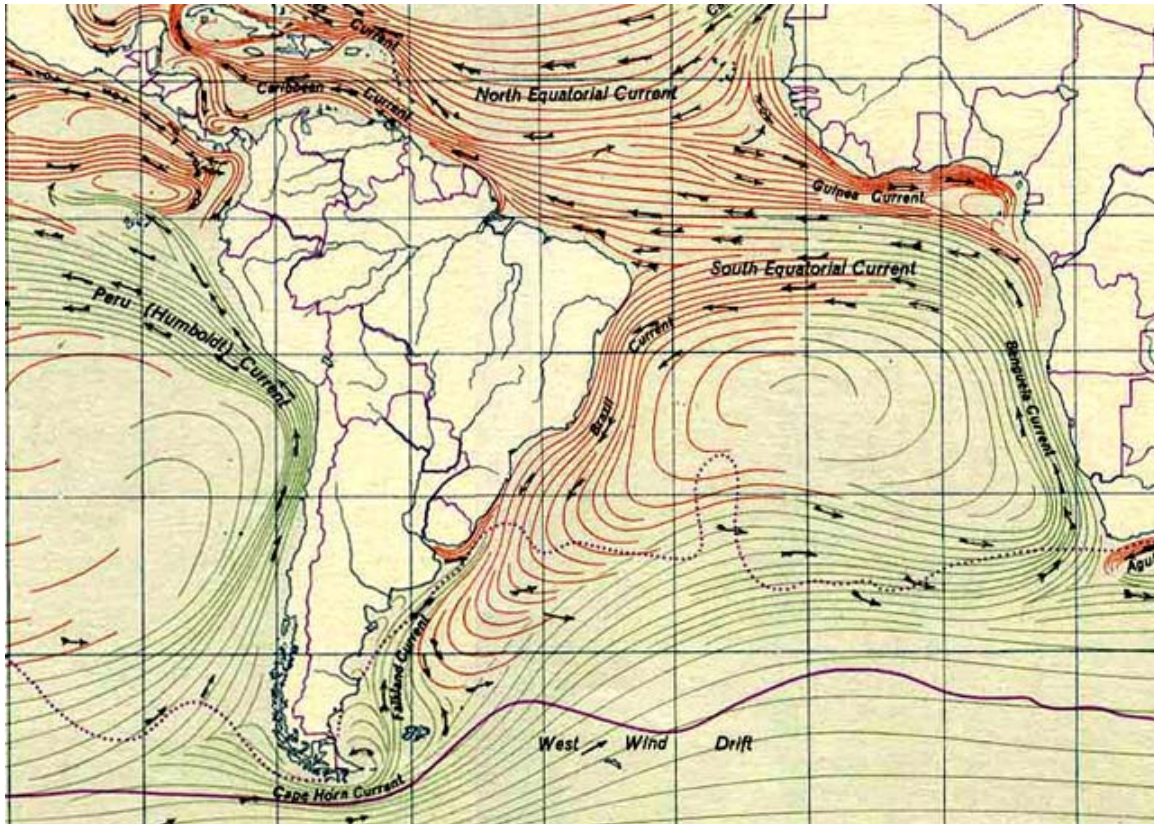 Current
Caribbean Current
North Equatorial Current
Guinea Current
South Equatorial Current
Peru (Humboldt) Current
Brazil Current
Benguela Current
Agu
Falkland Current
West Wind Drift
Cape Horn Current